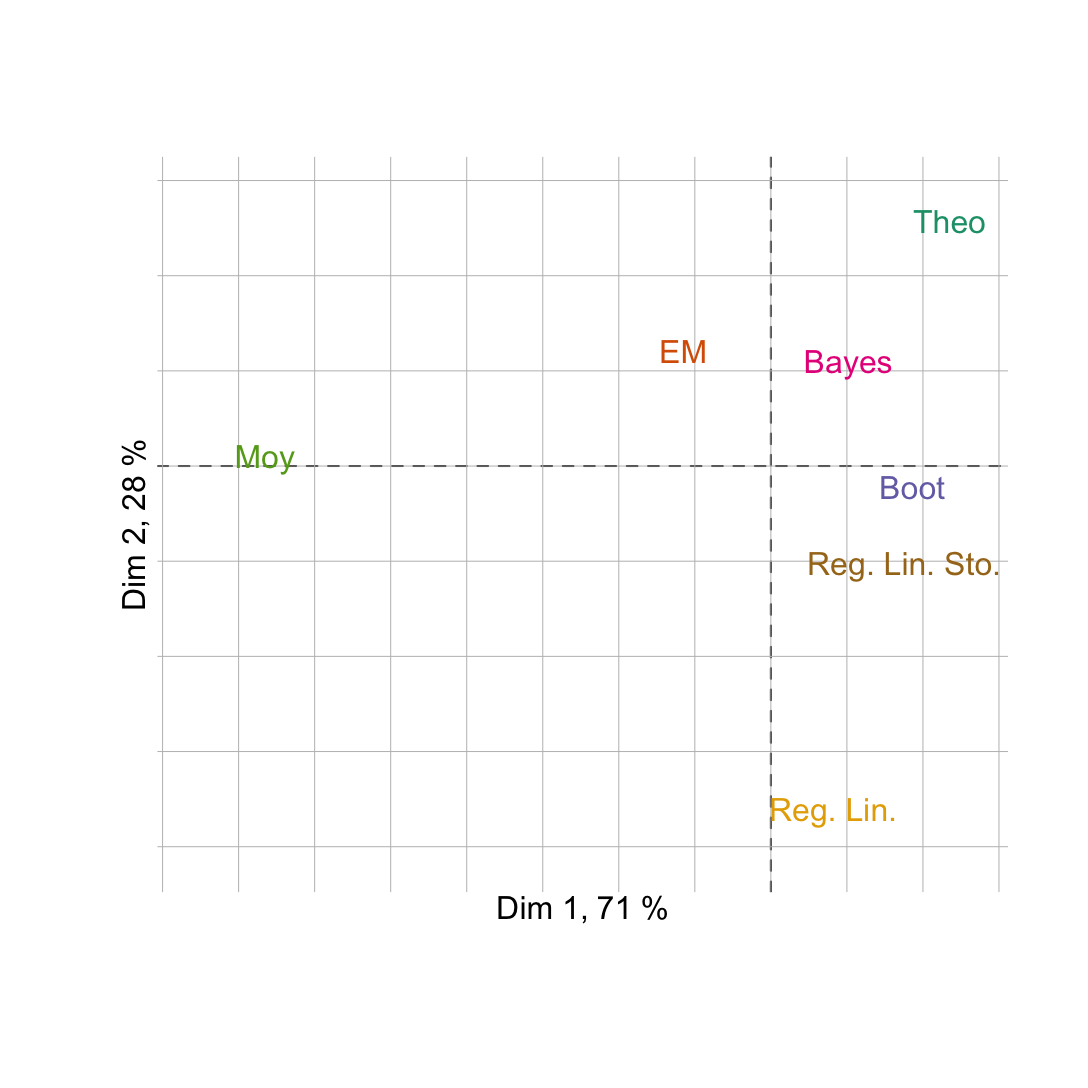 Theo
EM
Bayes
Moy
Boot
Reg. Lin. Sto.
Reg. Lin.
Dim 2, 28 %
Dim 1, 71 %